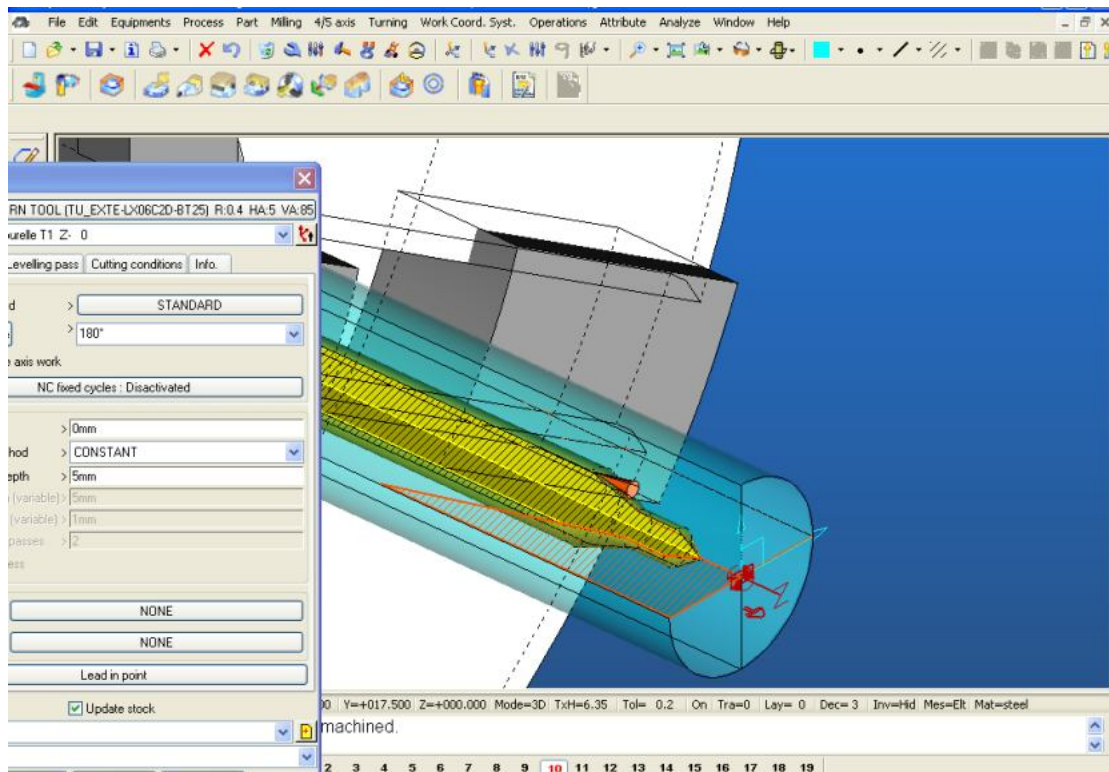 File Edit Equipments Process Part Milling 4/5 axis Turning Work Coord. Syst. Operations Attribute Analyze Window Help
RN TOOL (TU_EXTE-LX06C2D-BT25) R:0.4 HA:5 VA:85
urelle T1 Z- 0
Levelling pass Cutting conditions Info.
d > STANDARD
> 180°
axis work
NC fixed cycles : Disactivated
> 0mm
hod > CONSTANT
epth > 5mm
(variable) > 5mm
(variable) > 1mm
passes > 2
ess
NONE
NONE
Lead in point
Update stock
Y=+017.500 Z=+000.000 Mode=3D TxH=6.35 Tol= 0.2 On Tra=0 Lay= 0 Dec= 3 Inv=Hid Mes=Elt Mat=steel
machined.
2 3 4 5 6 7 8 9 10 11 12 13 14 15 16 17 18 19